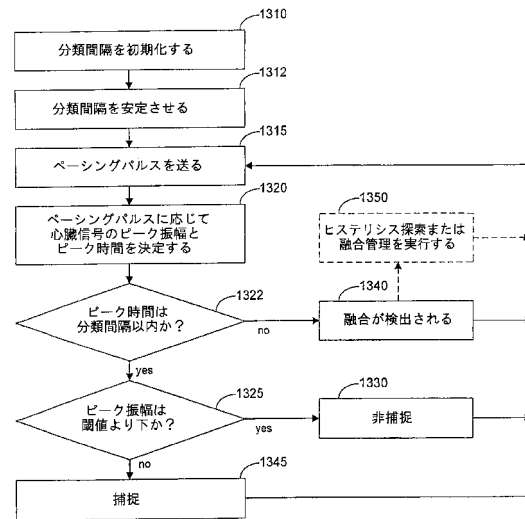 1310
分類間隔を初期化する
1312
分類間隔を安定させる
1315
ペーシングパルスを送る
1320
ペーシングパルスに応じて
心臓信号のピーク振幅と
ピーク時間を決定する
1350
ヒステリシス探索または
融合管理を実行する
1322
ピーク時間は
分類間隔以内か？
no
1340
融合が検出される
yes
1325
ピーク振幅は
閾値より下か？
yes
1330
非捕捉
no
1345
捕捉